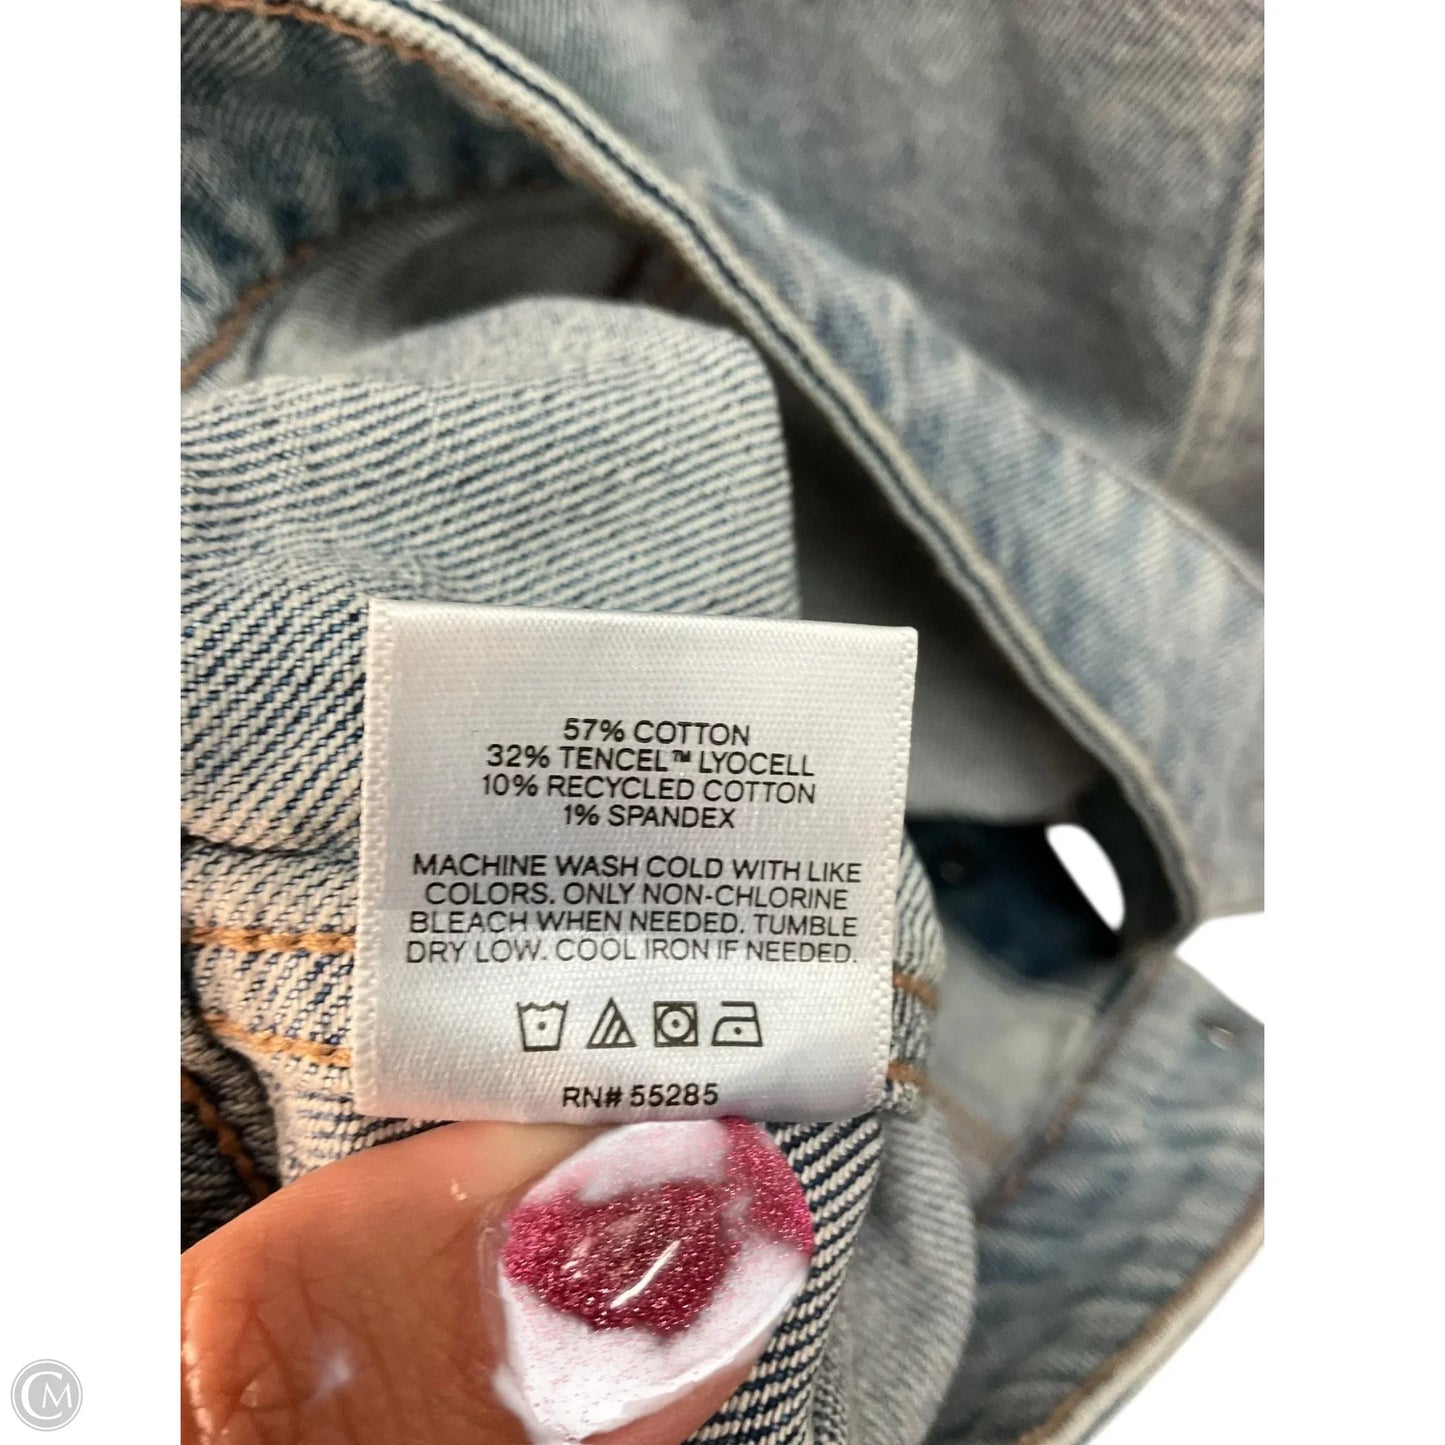 57% COTTON
32% TENCEL™ LYOCELL
10% RECYCLED COTTON
1% SPANDEX
MACHINE WASH COLD WITH LIKE
COLORS. ONLY NON-CHLORINE
BLEACH WHEN NEEDED. TUMBLE
DRY LOW. COOL IRON IF NEEDED.
RN# 55285
CM